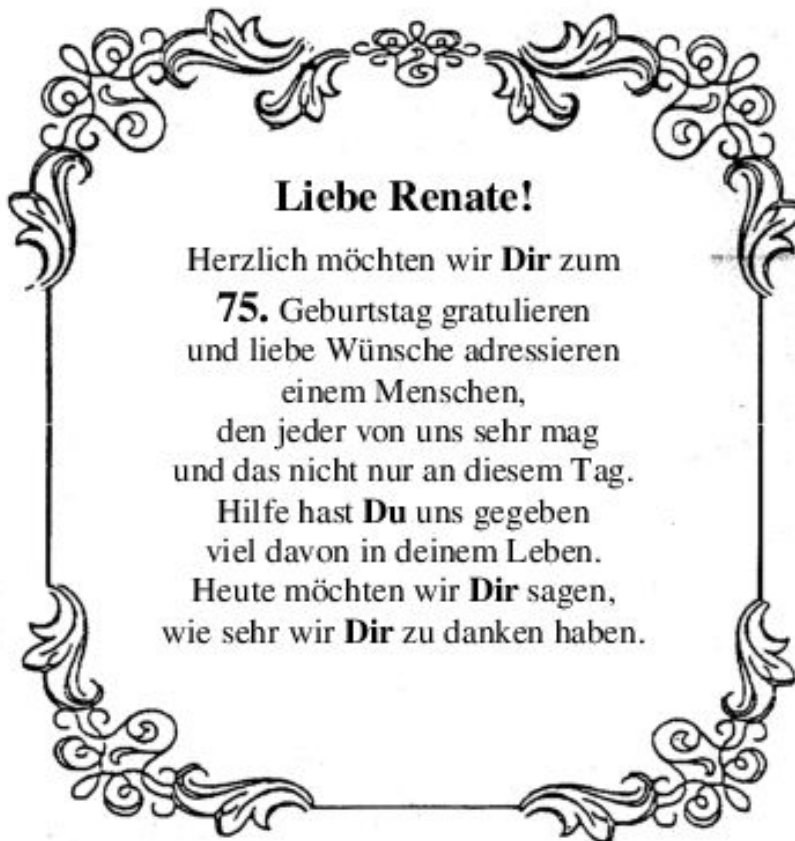 Liebe Renate!
Herzlich möchten wir Dir zum
75. Geburtstag gratulieren
und liebe Wünsche adressieren
einem Menschen,
den jeder von uns sehr mag
und das nicht nur an diesem Tag.
Hilfe hast Du uns gegeben
viel davon in deinem Leben.
Heute möchten wir Dir sagen,
wie sehr wir Dir zu danken haben.